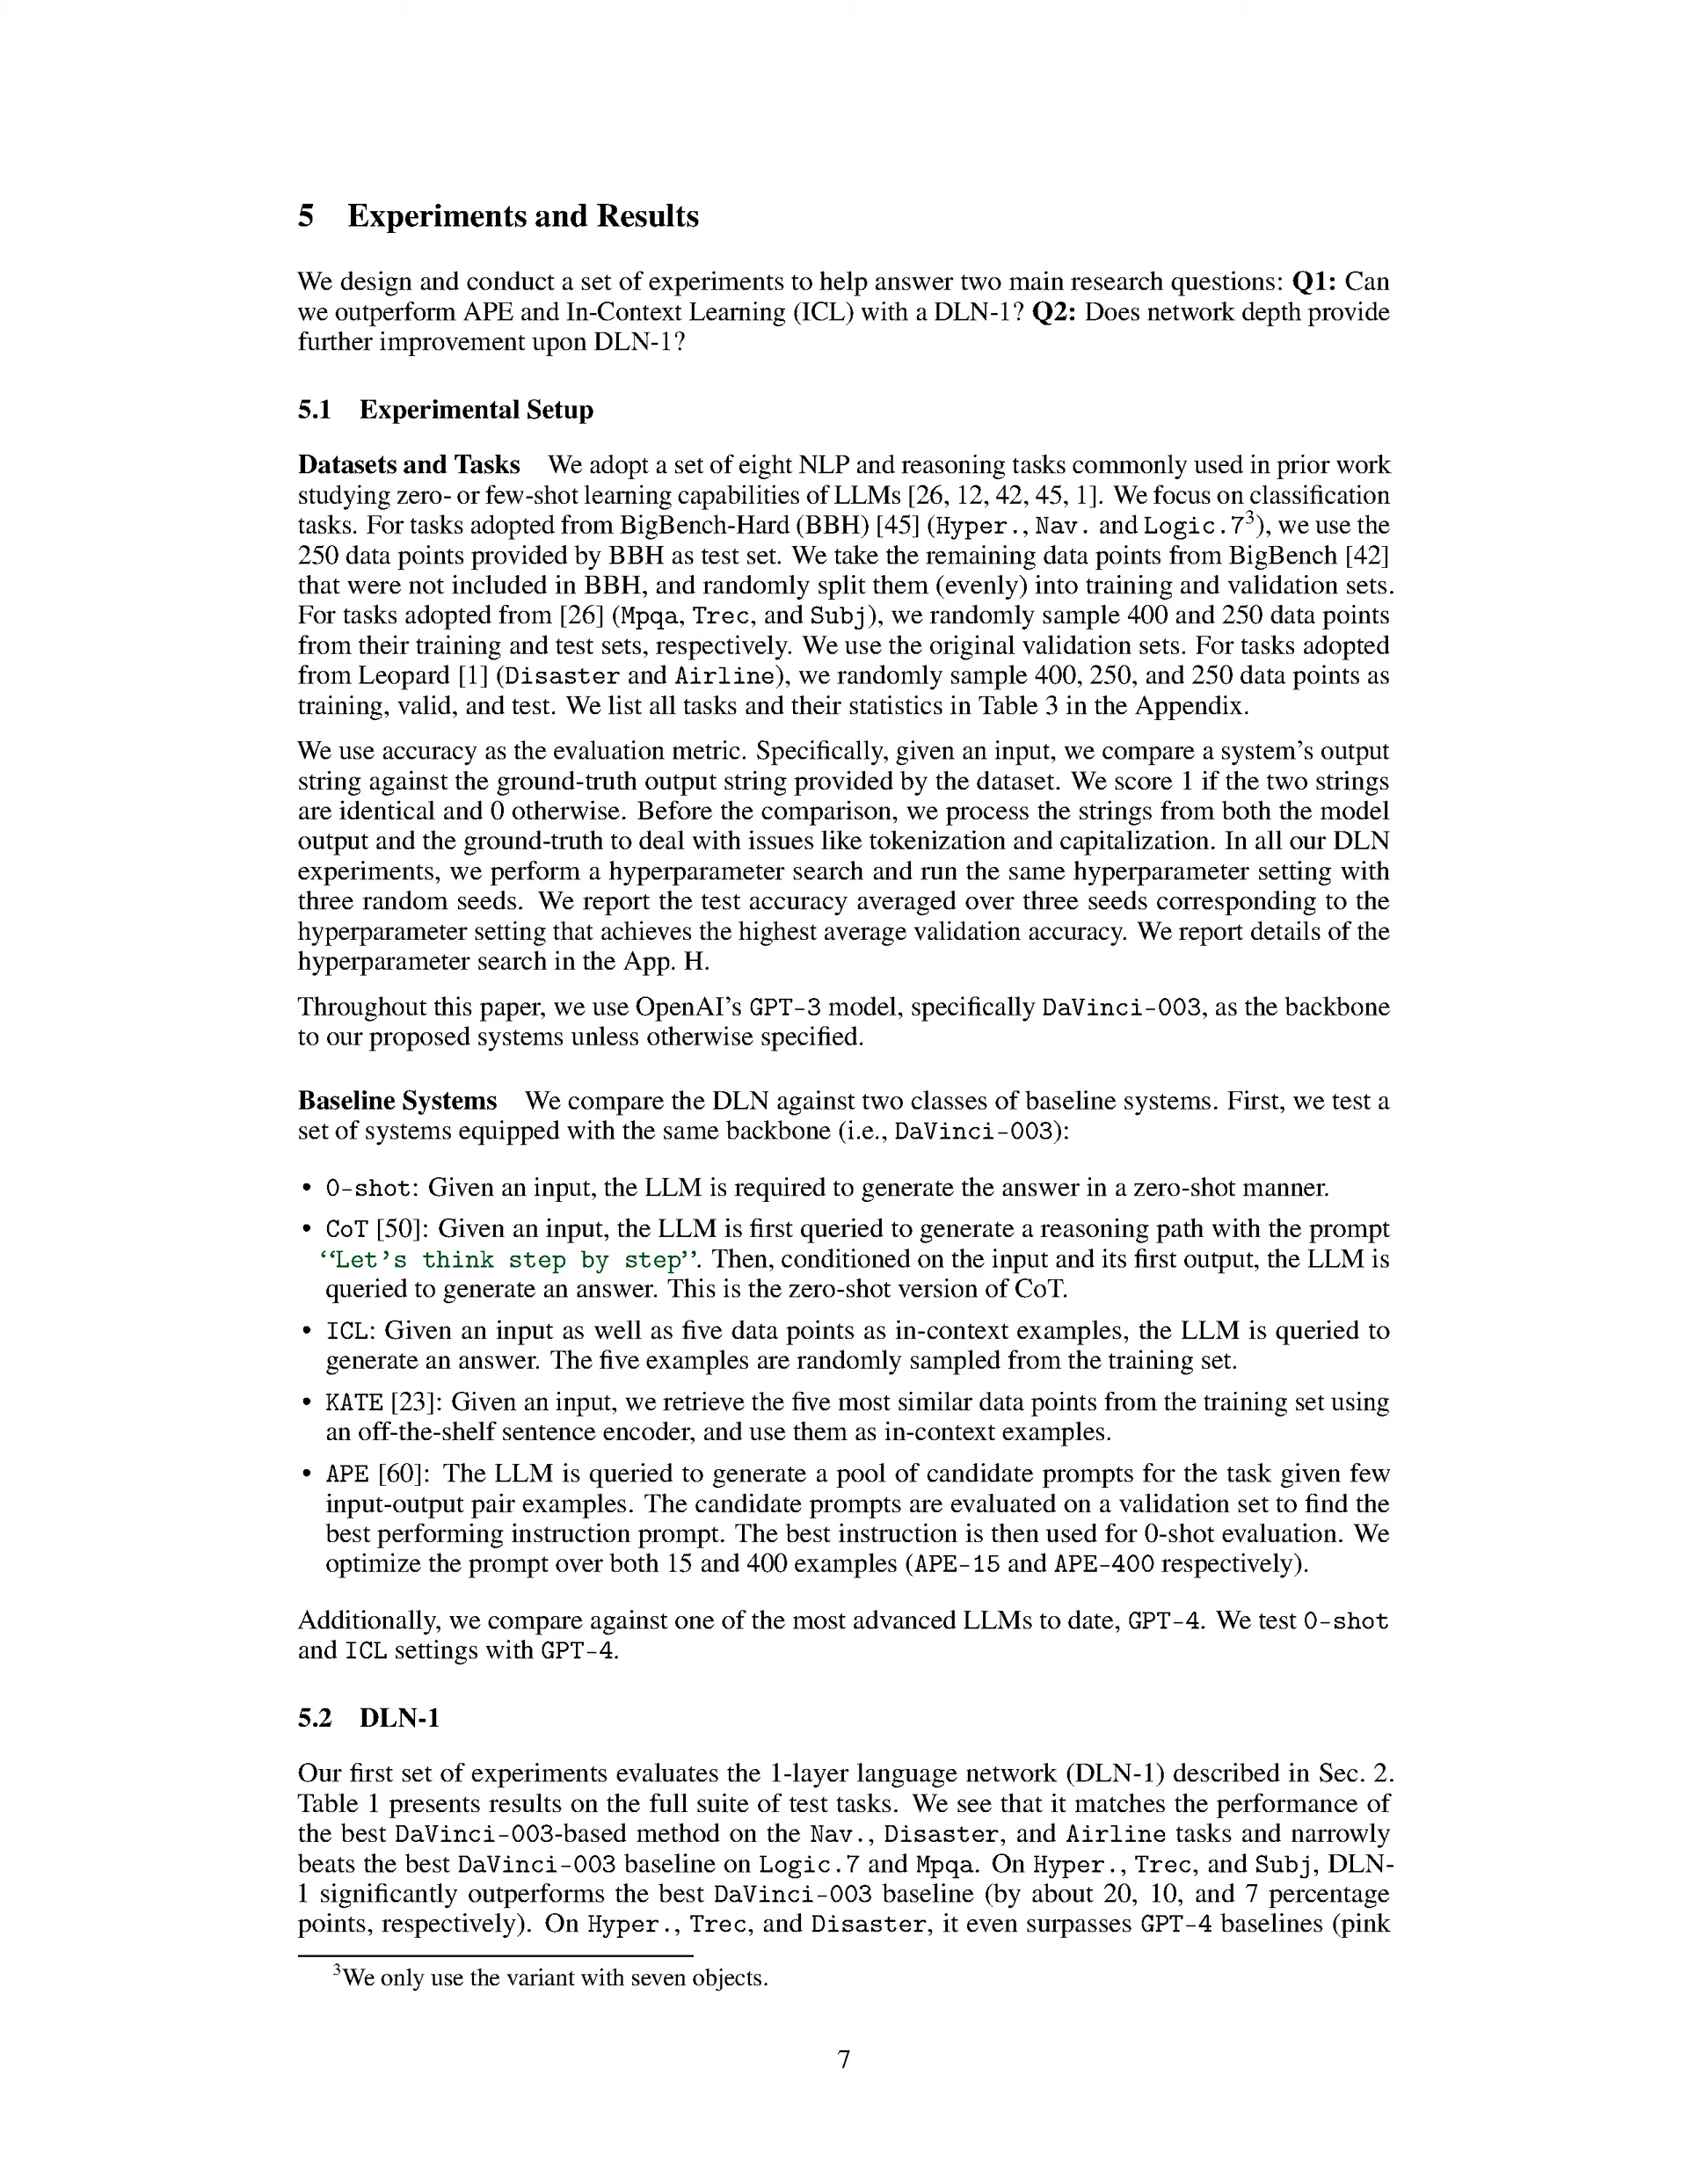 5 Experiments and Results
We design and conduct a set of experiments to help answer two main research questions: Q1: Can
we outperform APE and In-Context Learning (ICL) with a DLN-1? Q2: Does network depth provide
further improvement upon DLN-1?
5.1 Experimental Setup
Datasets and Tasks We adopt a set of eight NLP and reasoning tasks commonly used in prior work
studying zero- or few-shot learning capabilities of LLMs [26, 12, 42, 45, 1]. We focus on classification
tasks. For tasks adopted from BigBench-Hard (BBH) [45] (Hyper., Nav. and Logic.7³), we use the
250 data points provided by BBH as test set. We take the remaining data points from BigBench [42]
that were not included in BBH, and randomly split them (evenly) into training and validation sets.
For tasks adopted from [26] (Mpqa, Trec, and Subj), we randomly sample 400 and 250 data points
from their training and test sets, respectively. We use the original validation sets. For tasks adopted
from Leopard [1] (Disaster and Airline), we randomly sample 400, 250, and 250 data points as
training, valid, and test. We list all tasks and their statistics in Table 3 in the Appendix.
We use accuracy as the evaluation metric. Specifically, given an input, we compare a system's output
string against the ground-truth output string provided by the dataset. We score 1 if the two strings
are identical and 0 otherwise. Before the comparison, we process the strings from both the model
output and the ground-truth to deal with issues like tokenization and capitalization. In all our DLN
experiments, we perform a hyperparameter search and run the same hyperparameter setting with
three random seeds. We report the test accuracy averaged over three seeds corresponding to the
hyperparameter setting that achieves the highest average validation accuracy. We report details of the
hyperparameter search in the App. H.
Throughout this paper, we use OpenAI's GPT-3 model, specifically DaVinci-003, as the backbone
to our proposed systems unless otherwise specified.
Baseline Systems We compare the DLN against two classes of baseline systems. First, we test a
set of systems equipped with the same backbone (i.e., DaVinci-003):
• 0-shot: Given an input, the LLM is required to generate the answer in a zero-shot manner.
• CoT [50]: Given an input, the LLM is first queried to generate a reasoning path with the prompt
“Let's think step by step”. Then, conditioned on the input and its first output, the LLM is
queried to generate an answer. This is the zero-shot version of CoT.
• ICL: Given an input as well as five data points as in-context examples, the LLM is queried to
generate an answer. The five examples are randomly sampled from the training set.
• KATE [23]: Given an input, we retrieve the five most similar data points from the training set using
an off-the-shelf sentence encoder, and use them as in-context examples.
• APE [60]: The LLM is queried to generate a pool of candidate prompts for the task given few
input-output pair examples. The candidate prompts are evaluated on a validation set to find the
best performing instruction prompt. The best instruction is then used for 0-shot evaluation. We
optimize the prompt over both 15 and 400 examples (APE-15 and APE-400 respectively).
Additionally, we compare against one of the most advanced LLMs to date, GPT-4. We test 0-shot
and ICL settings with GPT-4.
5.2 DLN-1
Our first set of experiments evaluates the 1-layer language network (DLN-1) described in Sec. 2.
Table 1 presents results on the full suite of test tasks. We see that it matches the performance of
the best DaVinci-003-based method on the Nav., Disaster, and Airline tasks and narrowly
beats the best DaVinci-003 baseline on Logic.7 and Mpqa. On Hyper., Trec, and Subj, DLN-
1 significantly outperforms the best DaVinci-003 baseline (by about 20, 10, and 7 percentage
points, respectively). On Hyper., Trec, and Disaster, it even surpasses GPT-4 baselines (pink
³We only use the variant with seven objects.
7